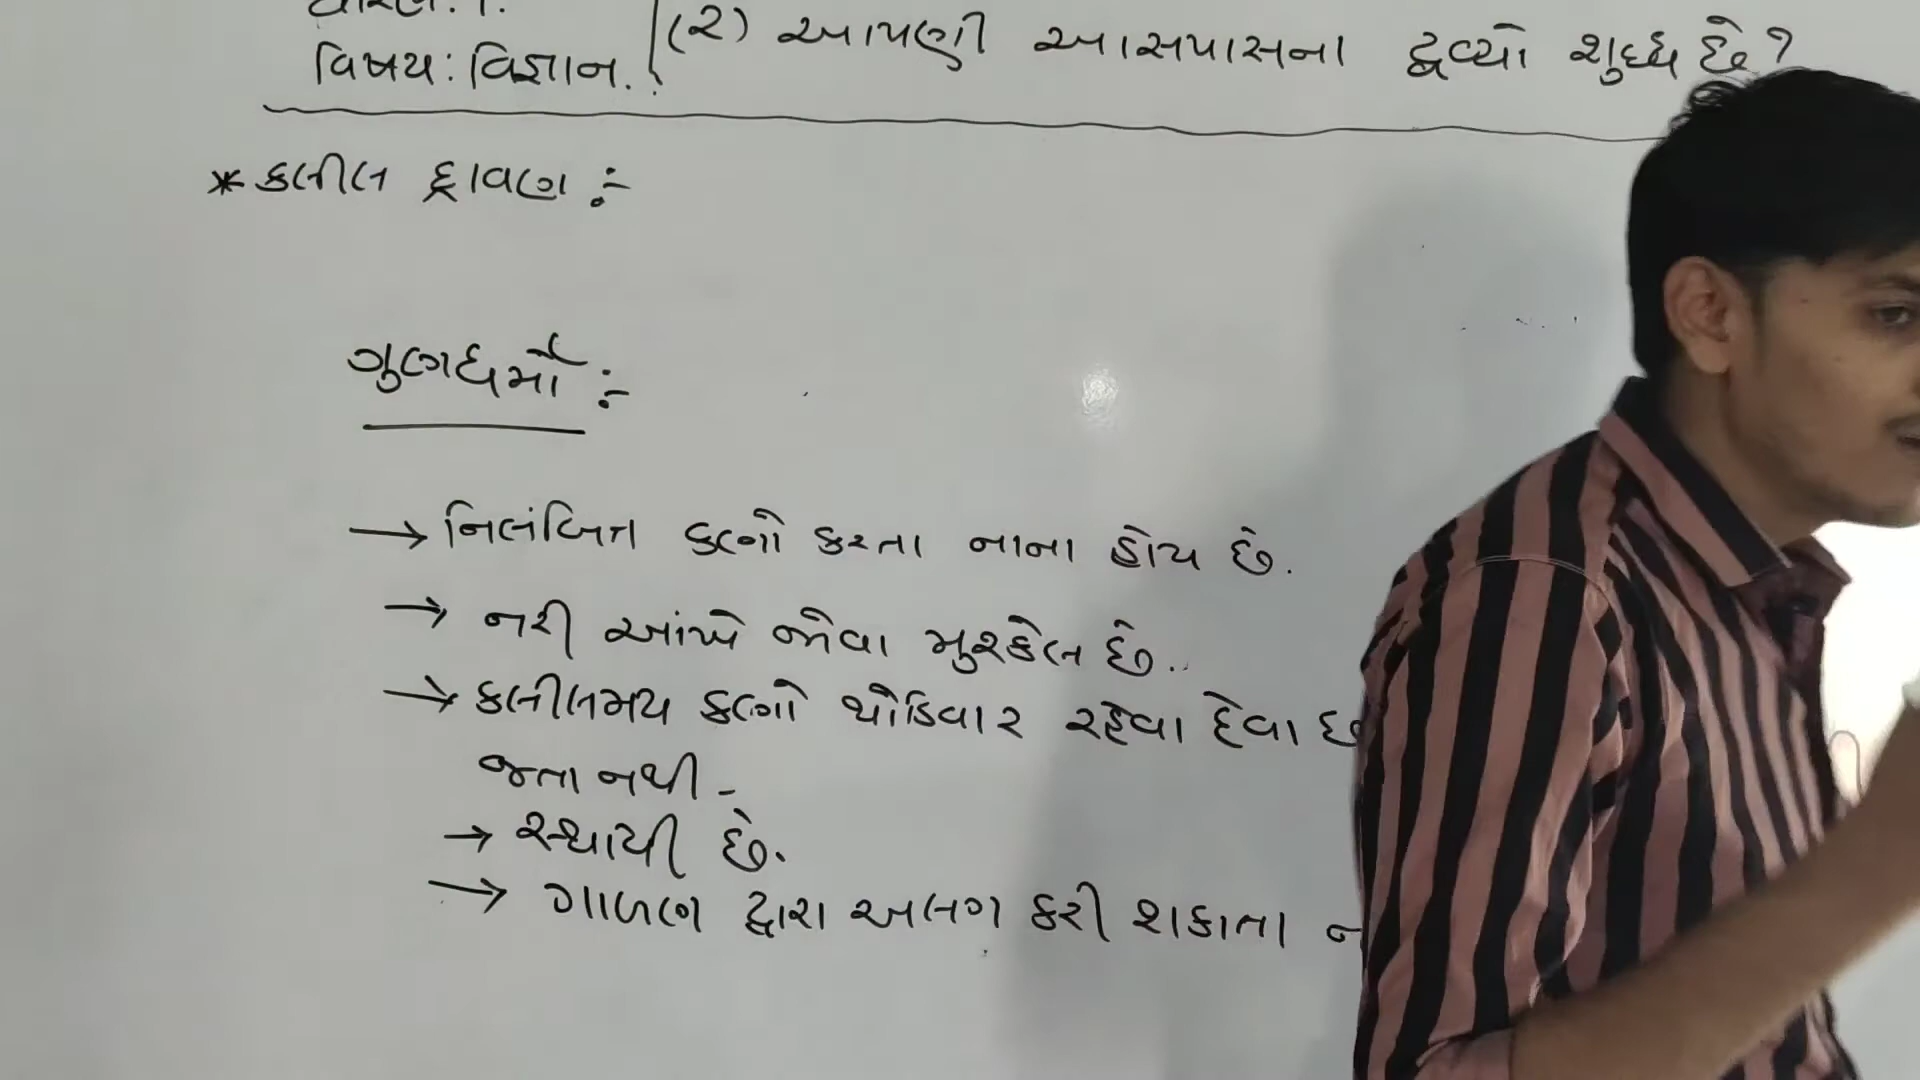 વિષય: વિજ્ઞાન. (૨) આપણી આસપાસના દ્રવ્યો શુધ્ધ છે?
* કલીલ દ્રાવણ :-
ગુણધર્મો :-
→ નિલંબિત કણો કરતા નાના હોય છે.
→ નરી આંખે જોવા મુશ્કેલ છે..
→ કલીલમય કણો થોડિવાર રહેવા દેવા
જતા નથી -
→ સ્થાયી છે.
→ ગાળણ દ્વારા અલગ કરી શકાતા